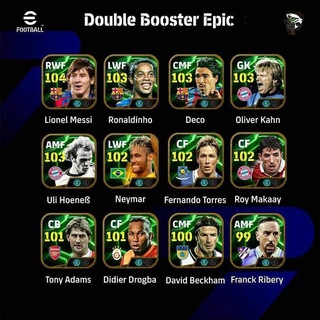 e
FOOTBALL™
Double Booster Epic
RWF LWF CMF GK
104 103 103 103
Lionel Messi Ronaldinho Deco Oliver Kahn
AMF LWF CF CF
103 102 102 102
Uli Hoeneß Neymar Fernando Torres Roy Makaay
CB CF CMF AMF
101 101 100 99
Tony Adams Didier Drogba David Beckham Franck Ribery